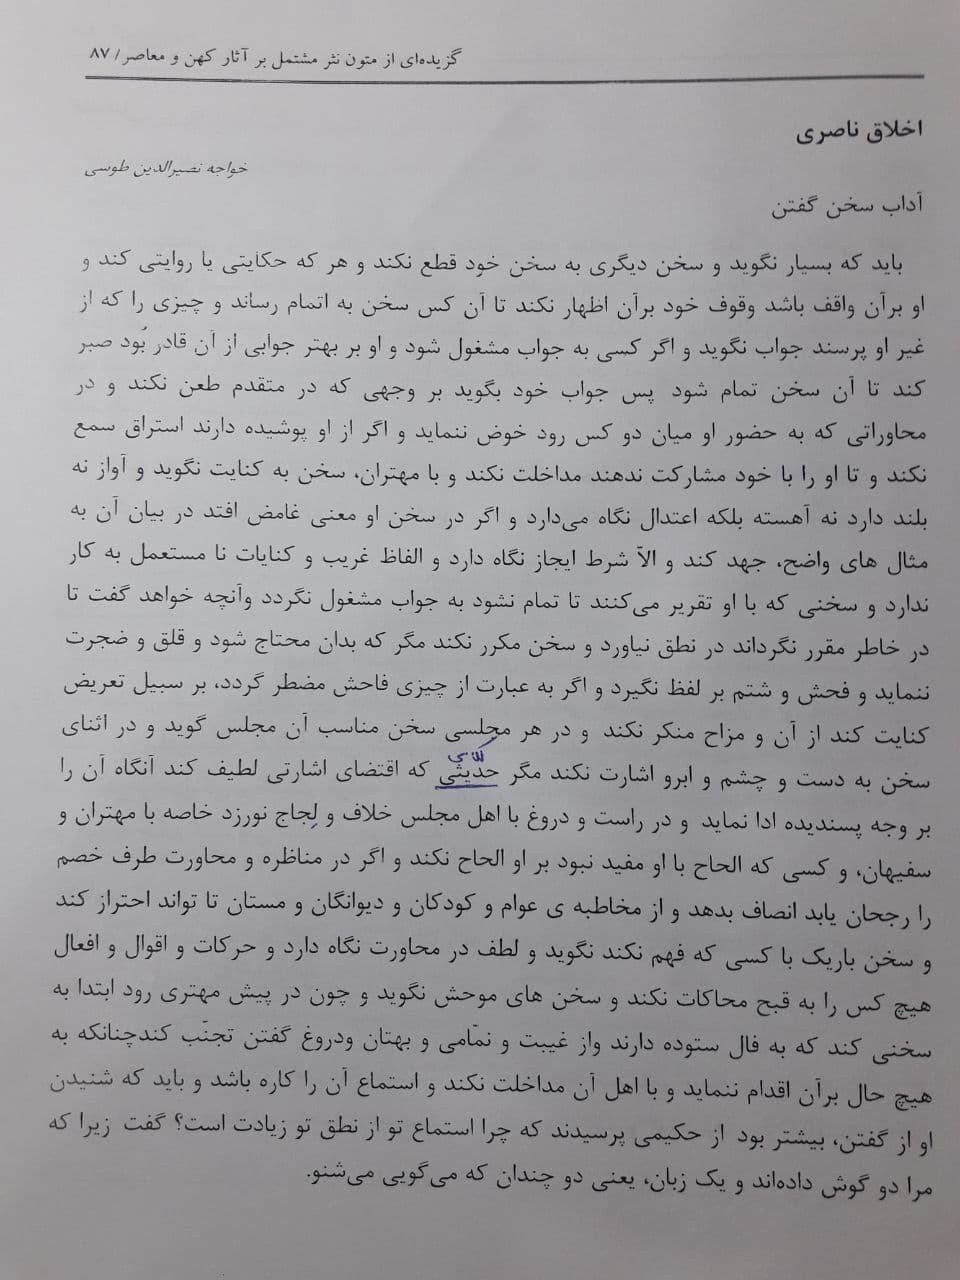 گزیده‌ای از متون نثر مشتمل بر آثار کهن و معاصر/ ۸۷
اخلاق ناصری
خواجه نصیرالدین طوسی
آداب سخن گفتن
باید که بسیار نگوید و سخن دیگری به سخن خود قطع نکند و هر که حکایتی یا روایتی کند و
او برآن واقف باشد وقوف خود برآن اظهار نکند تا آن کس سخن به اتمام رساند و چیزی را که از
غیر او پرسند جواب نگوید و اگر کسی به جواب مشغول شود و او بر بهتر جوابی از آن قادر بُود صبر
کند تا آن سخن تمام شود پس جواب خود بگوید بر وجهی که در متقدم طعن نکند و در
محاوراتی که به حضور او میان دو کس رود خوض ننماید و اگر از او پوشیده دارند استراق سمع
نکند و تا او را با خود مشارکت ندهند مداخلت نکند و با مهتران، سخن به کنایت نگوید و آواز نه
بلند دارد نه آهسته بلکه اعتدال نگاه می‌دارد و اگر در سخن او معنی غامض افتد در بیان آن به
مثال های واضح، جهد کند و الّا شرط ایجاز نگاه دارد و الفاظ غریب و کنایات نا مستعمل به کار
ندارد و سخنی که با او تقریر می‌کنند تا تمام نشود به جواب مشغول نگردد وآنچه خواهد گفت تا
در خاطر مقرر نگرداند در نطق نیاورد و سخن مکرر نکند مگر که بدان محتاج شود و قلق و ضجرت
ننماید و فحش و شتم بر لفظ نگیرد و اگر به عبارت از چیزی فاحش مضطر گردد، بر سبیل تعریض
کنایت کند از آن و مزاح منکر نکند و در هر مجلسی سخن مناسب آن مجلس گوید و در اثنای
سخن به دست و چشم و ابرو اشارت نکند مگر حدیثی که اقتضای اشارتی لطیف کند آنگاه آن را
بر وجه پسندیده ادا نماید و در راست و دروغ با اهل مجلس خلاف و لِجاج نورزد خاصه با مهتران و
سفیهان، و کسی که الحاح با او مفید نبود بر او الحاح نکند و اگر در مناظره و محاورت طرف خصم
را رجحان یابد انصاف بدهد و از مخاطبه ی عوام و کودکان و دیوانگان و مستان تا تواند احتراز کند
و سخن باریک با کسی که فهم نکند نگوید و لطف در محاورت نگاه دارد و حرکات و اقوال و افعال
هیچ کس را به قبح محاکات نکند و سخن های موحش نگوید و چون در پیش مهتری رود ابتدا به
سخنی کند که به فال ستوده دارند واز غیبت و نمّامی و بهتان ودروغ گفتن تجنّب کندچنانکه به
هیچ حال برآن اقدام ننماید و با اهل آن مداخلت نکند و استماع آن را کاره باشد و باید که شنیدن
او از گفتن، بیشتر بود از حکیمی پرسیدند که چرا استماع تو از نطق تو زیادت است؟ گفت زیرا که
مرا دو گوش داده‌اند و یک زبان، یعنی دو چندان که می‌گویی می‌شنو.